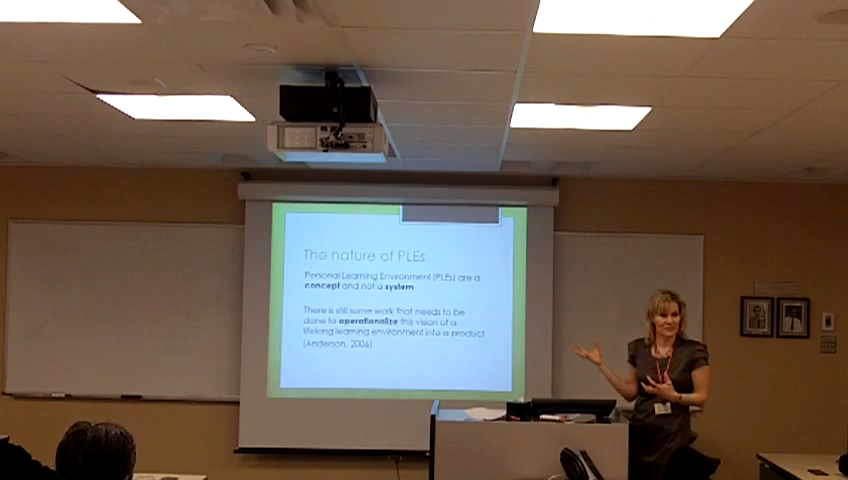 The nature of PLEs
Personal Learning Environment (PLEs) are a
concept and not a system
There is still some work that needs to be
done to operationalize this vision of a
lifelong learning environment into a product
(Anderson, 2006)